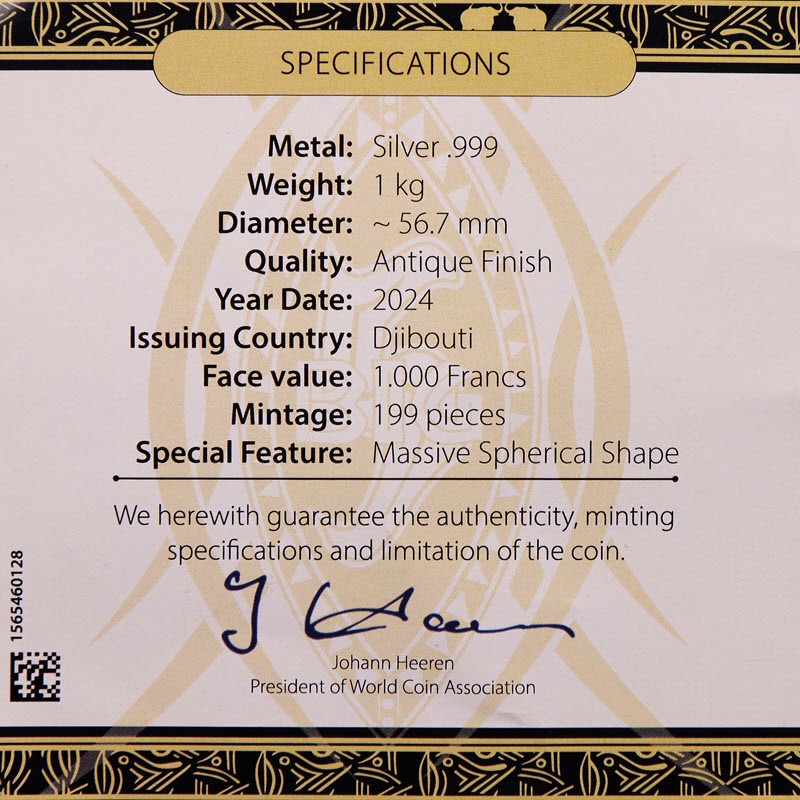 SPECIFICATIONS
Metal: Silver .999
Weight: 1 kg
Diameter: ~ 56.7 mm
Quality: Antique Finish
Year Date: 2024
Issuing Country: Djibouti
Face value: 1.000 Francs
Mintage: 199 pieces
Special Feature: Massive Spherical Shape
We herewith guarantee the authenticity, minting
specifications and limitation of the coin.
Johann Heeren
President of World Coin Association
1565460128